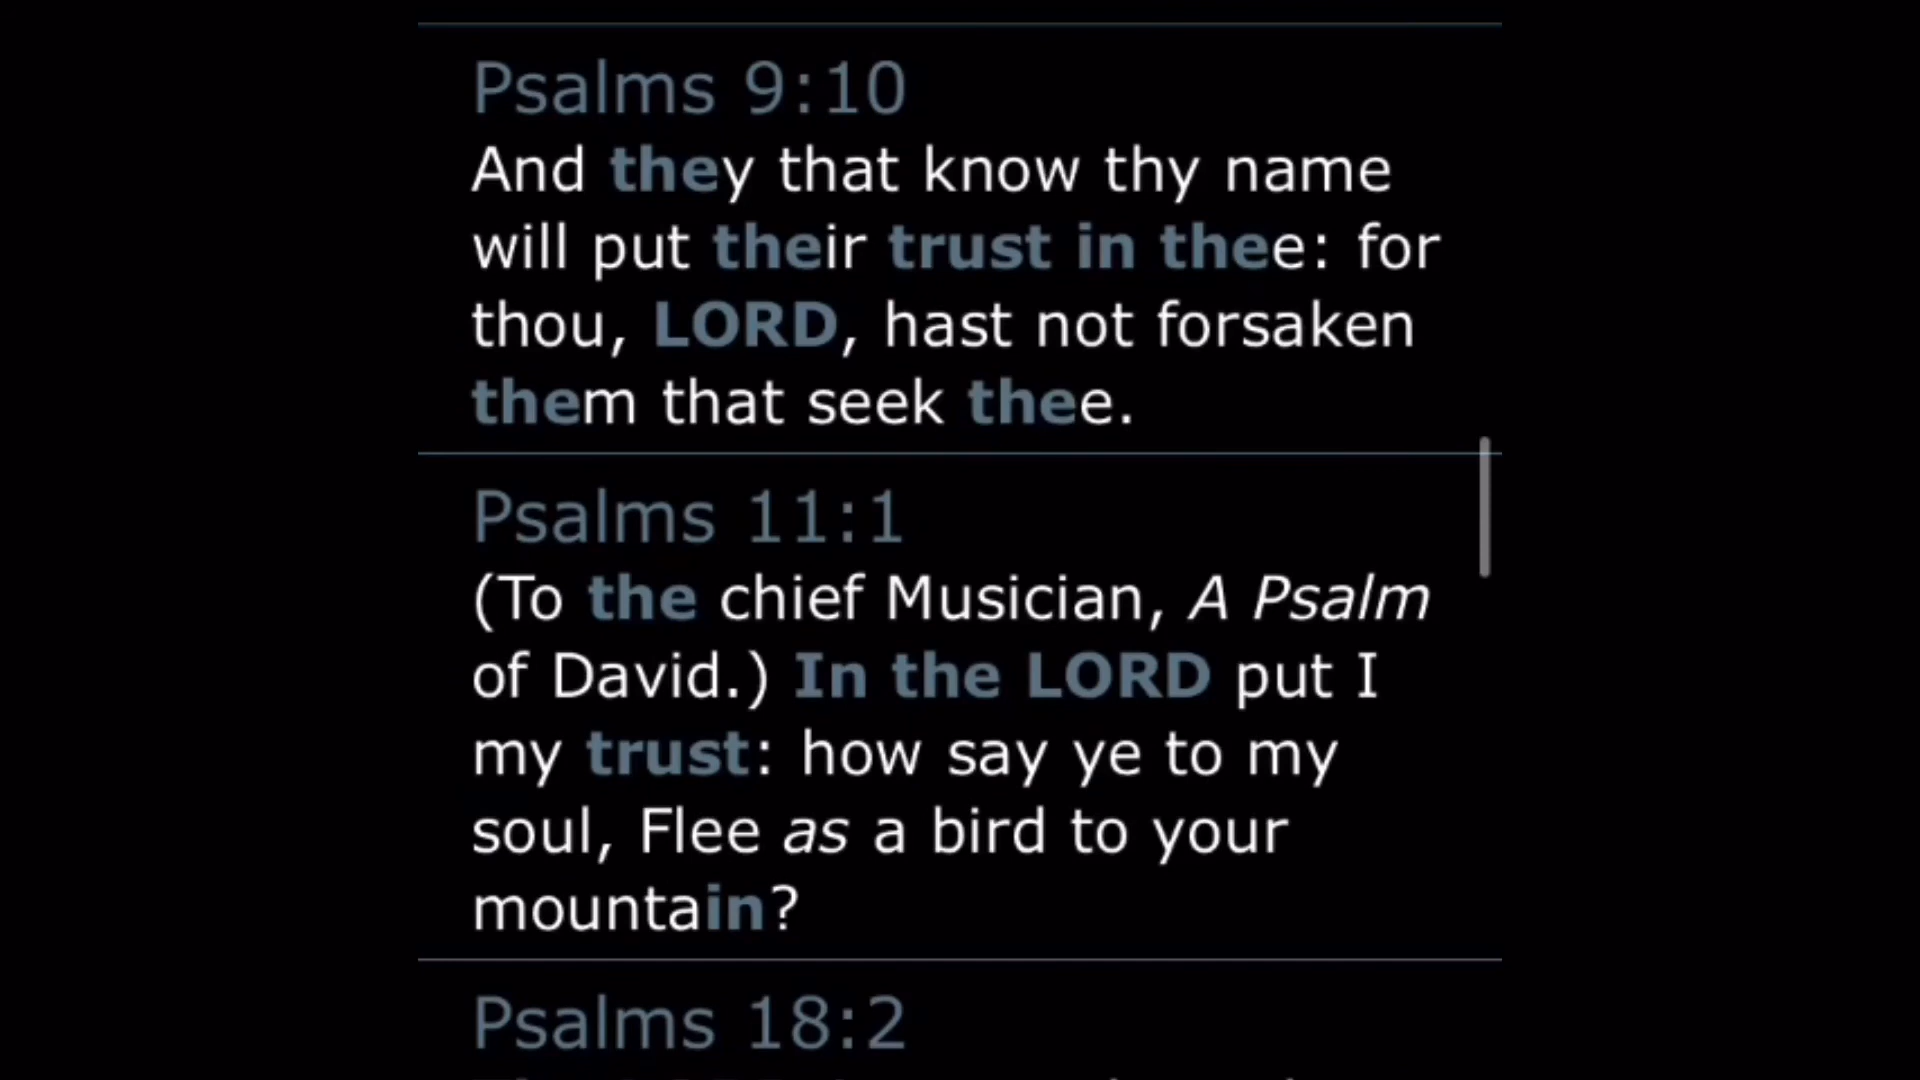 Psalms 9:10
And they that know thy name
will put their trust in thee: for
thou, LORD, hast not forsaken
them that seek thee.
Psalms 11:1
(To the chief Musician, A Psalm
of David.) In the LORD put I
my trust: how say ye to my
soul, Flee as a bird to your
mountain?
Psalms 18:2